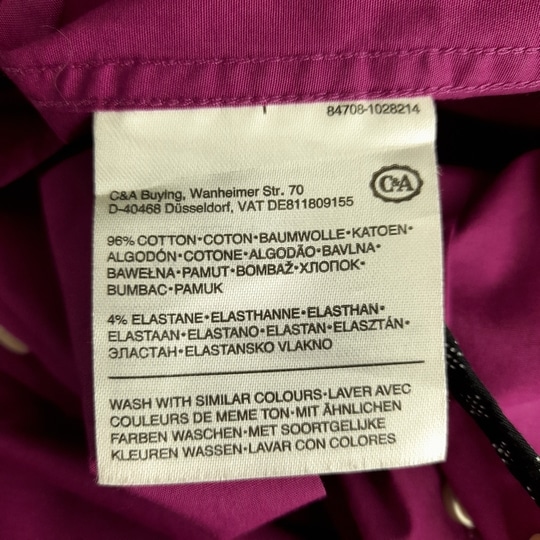 84708-1028214
C&A
C&A Buying, Wanheimer Str. 70
D-40468 Düsseldorf, VAT DE811809155
96% COTTON•COTON•BAUMWOLLE•KATOEN•
ALGODÓN•COTONE•ALGODÃO•BAVLNA•
BAWEŁNA•PAMUT•BOMBAŽ•ХЛОПОК•
BUMBAC•PAMUK
4% ELASTANE•ELASTHANNE•ELASTHAN•
ELASTAAN•ELASTANO•ELASTAN•ELASZTÁN•
ЭЛАСТАН•ELASTANSKO VLAKNO
WASH WITH SIMILAR COLOURS•LAVER AVEC
COULEURS DE MEME TON•MIT ÄHNLICHEN
FARBEN WASCHEN•MET SOORTGELIJKE
KLEUREN WASSEN•LAVAR CON COLORES